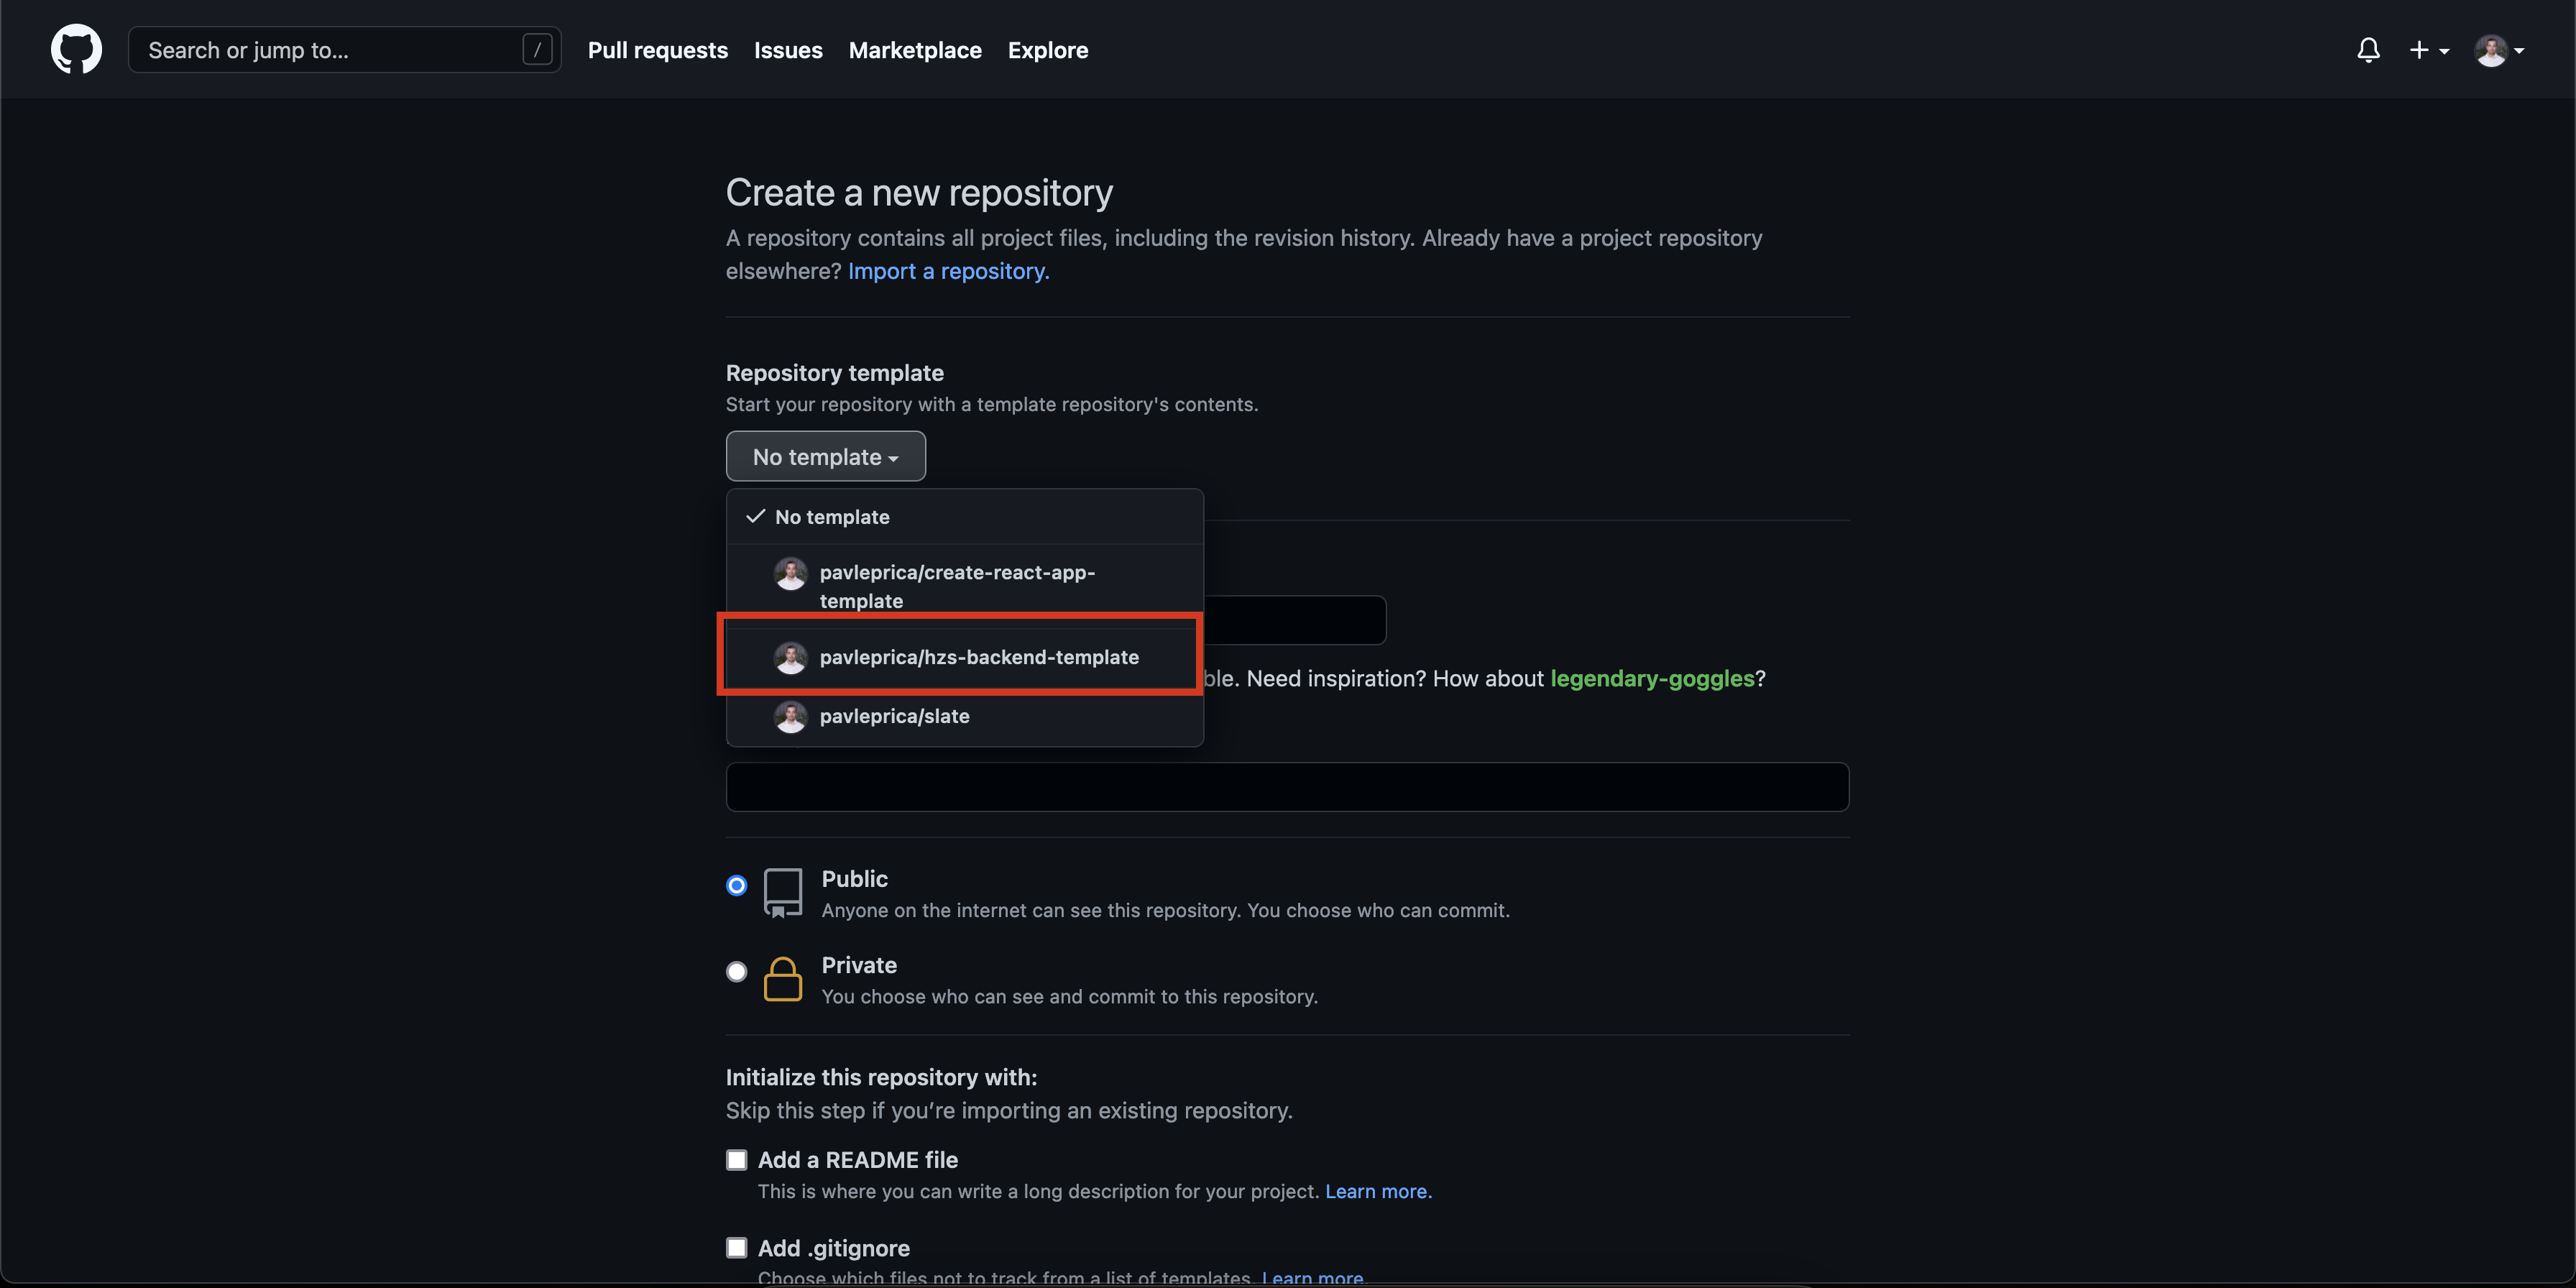 Search or jump to...
/
Pull requests
Issues
Marketplace
Explore
Create a new repository
A repository contains all project files, including the revision history. Already have a project repository
elsewhere? Import a repository.
Repository template
Start your repository with a template repository's contents.
No template
No template
pavleprica/create-react-app-
template
pavleprica/hzs-backend-template
ble. Need inspiration? How about legendary-goggles?
pavleprica/slate
Public
Anyone on the internet can see this repository. You choose who can commit.
Private
You choose who can see and commit to this repository.
Initialize this repository with:
Skip this step if you’re importing an existing repository.
Add a README file
This is where you can write a long description for your project. Learn more.
Add .gitignore
Choose which files not to track from a list of templates. Learn more.